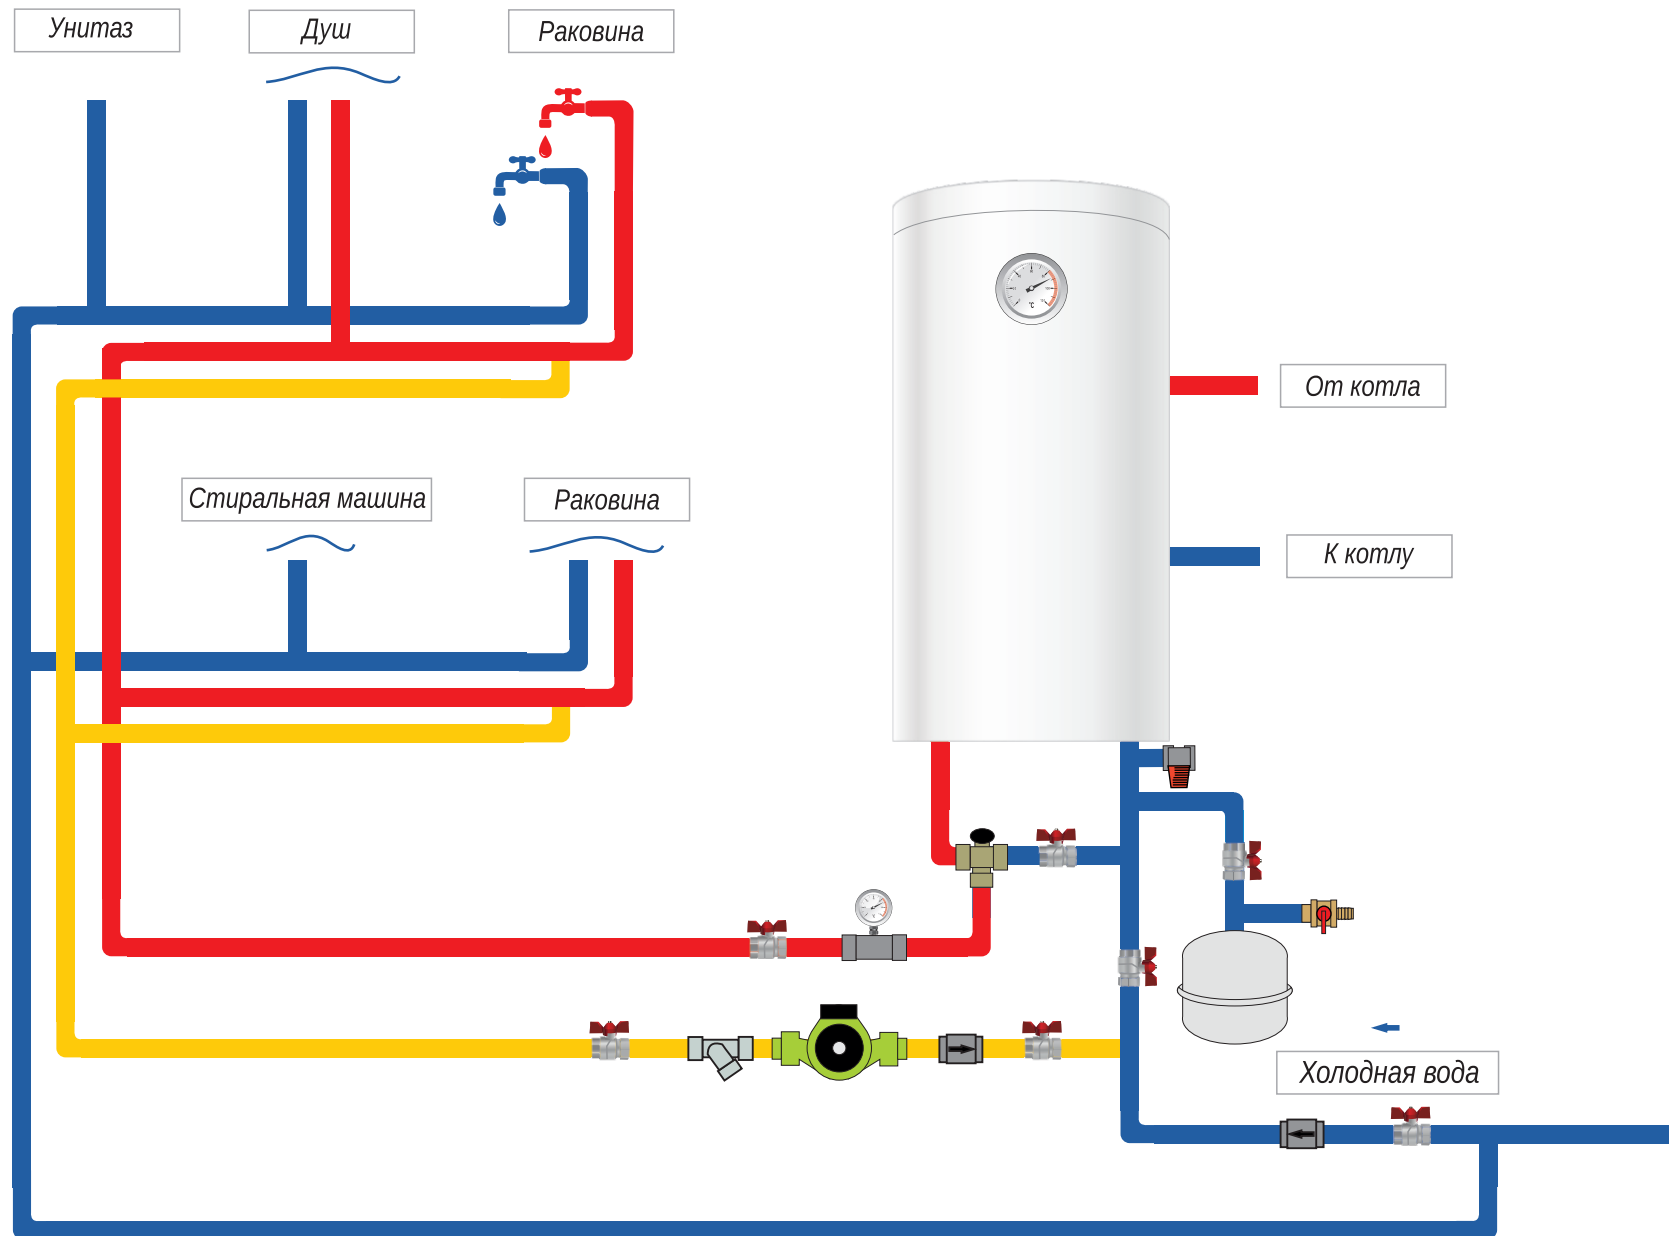 Унитаз
Душ
Раковина
От котла
Стиральная машина
Раковина
К котлу
Холодная вода
°C